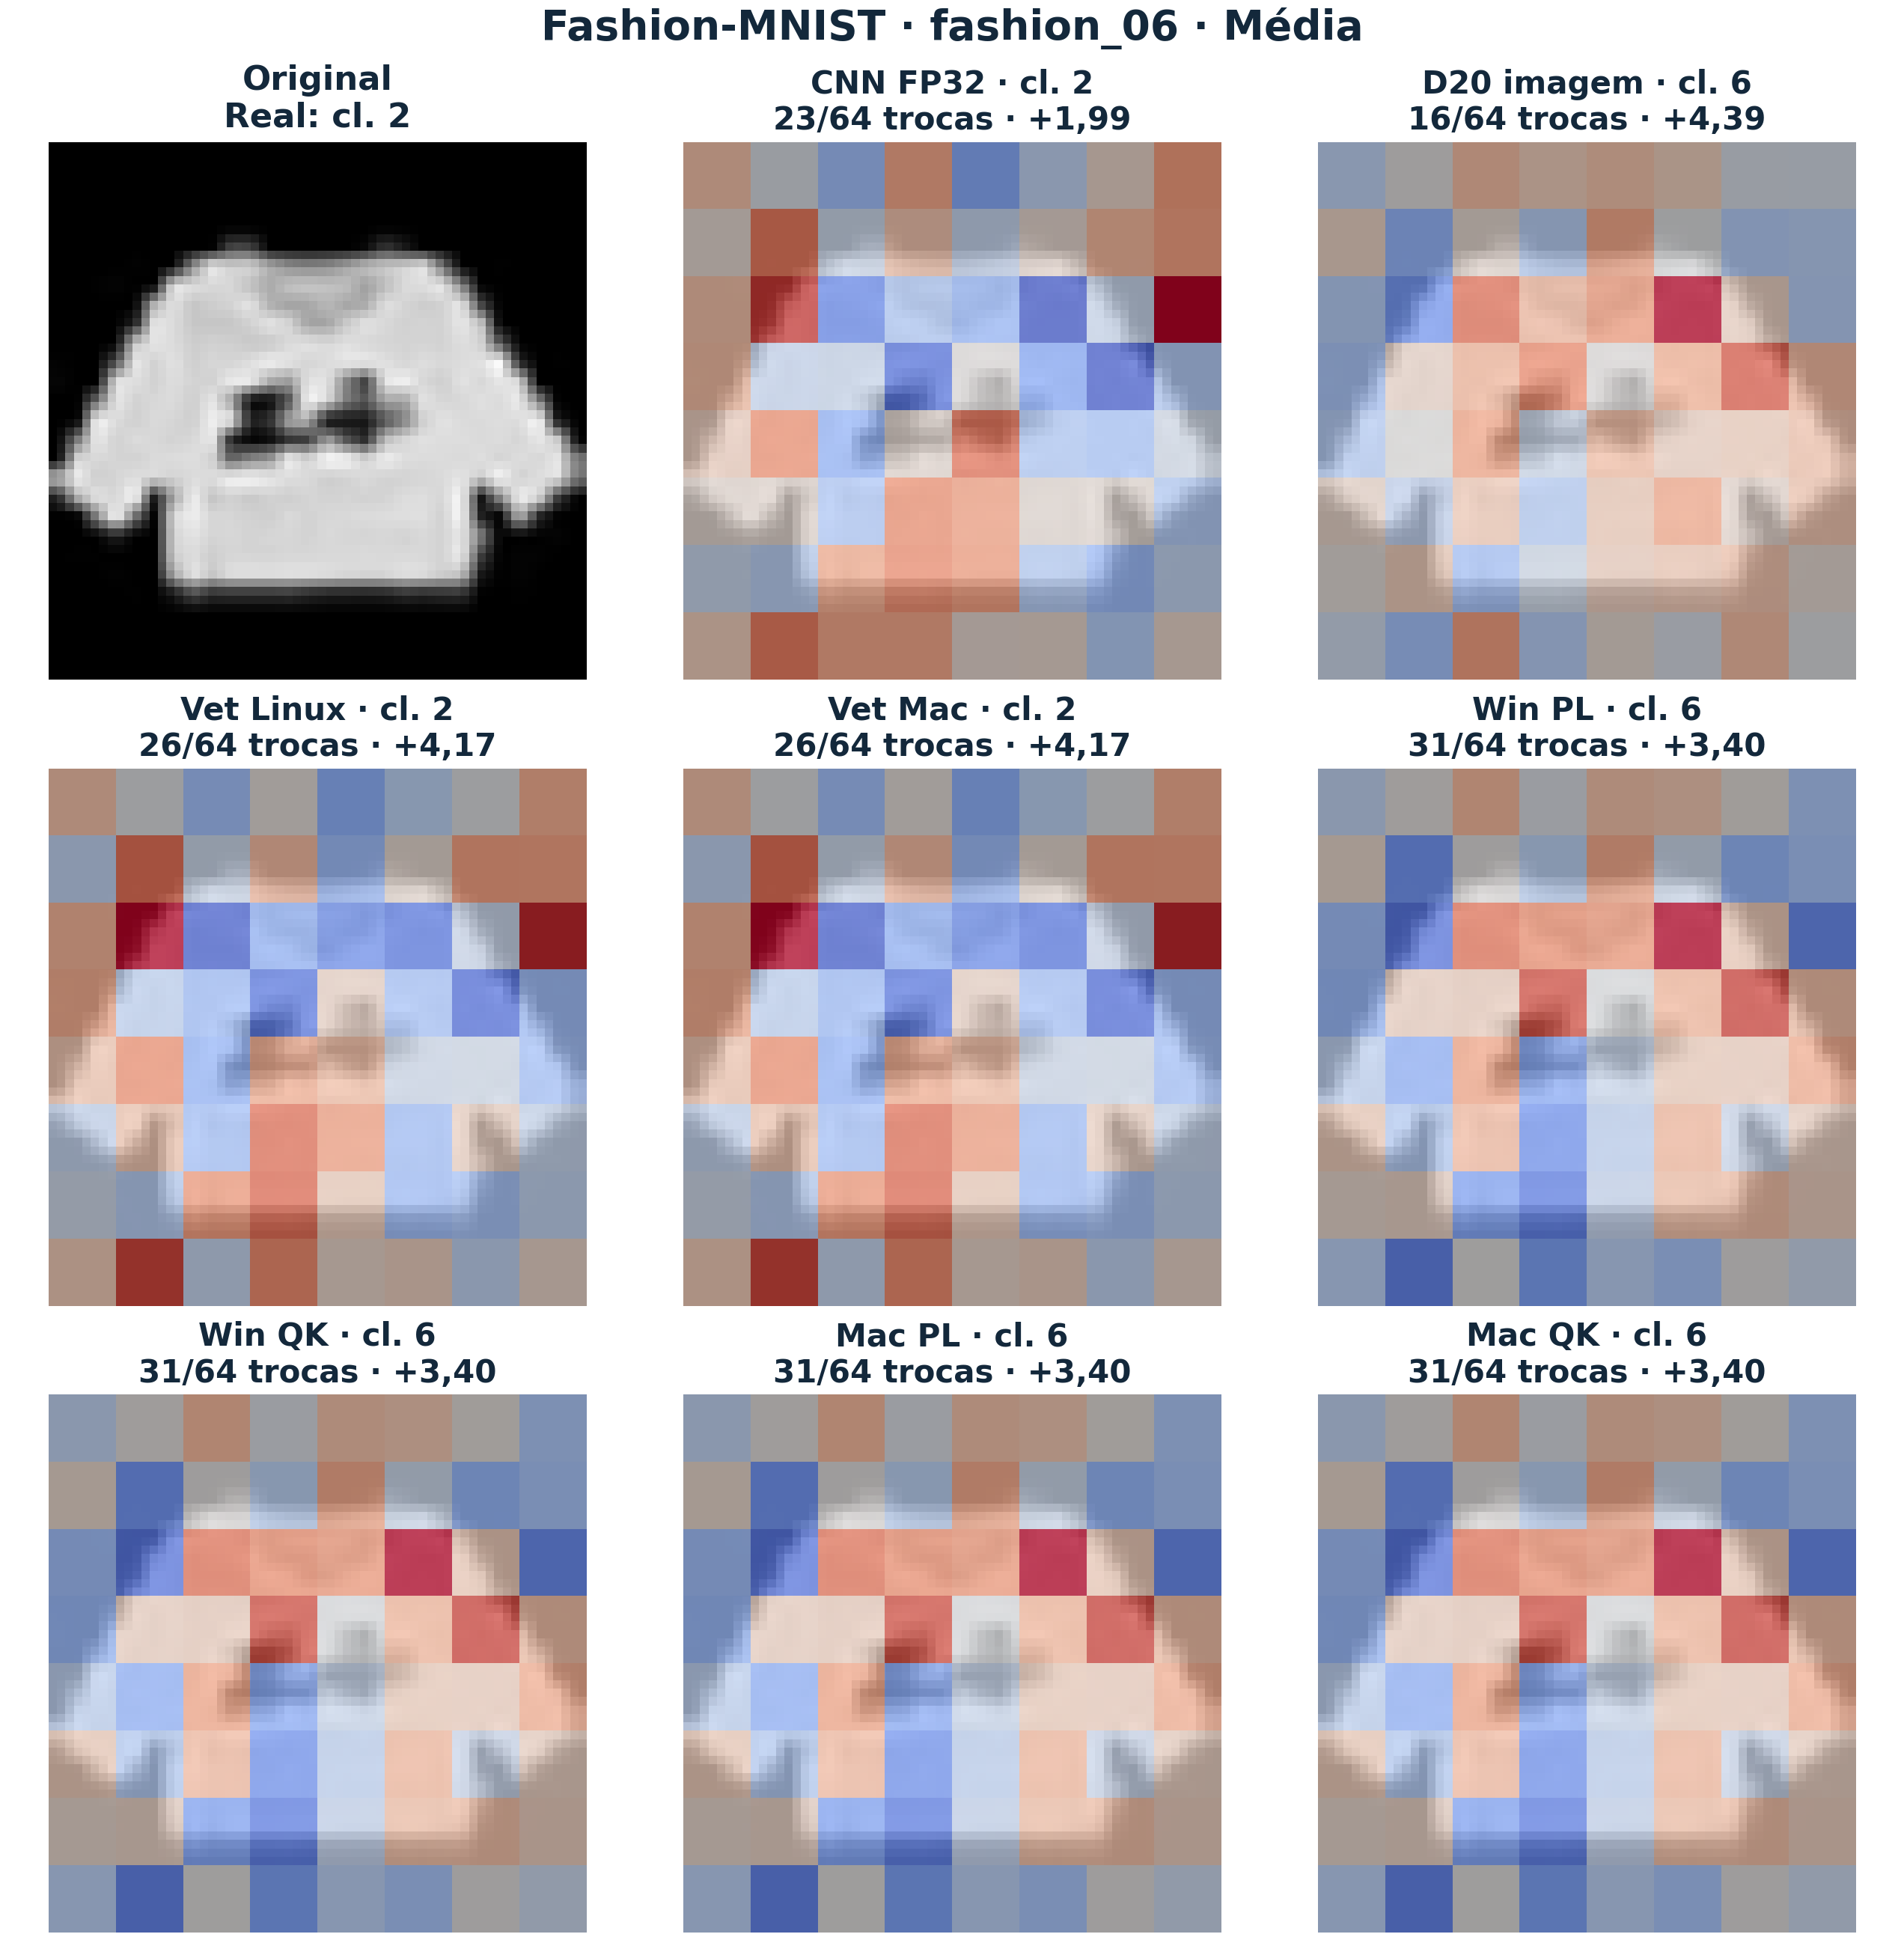 Fashion-MNIST · fashion_06 · Média
Original
Real: cl. 2
CNN FP32 · cl. 2
23/64 trocas · +1,99
D20 imagem · cl. 6
16/64 trocas · +4,39
Vet Linux · cl. 2
26/64 trocas · +4,17
Vet Mac · cl. 2
26/64 trocas · +4,17
Win PL · cl. 6
31/64 trocas · +3,40
Win QK · cl. 6
31/64 trocas · +3,40
Mac PL · cl. 6
31/64 trocas · +3,40
Mac QK · cl. 6
31/64 trocas · +3,40